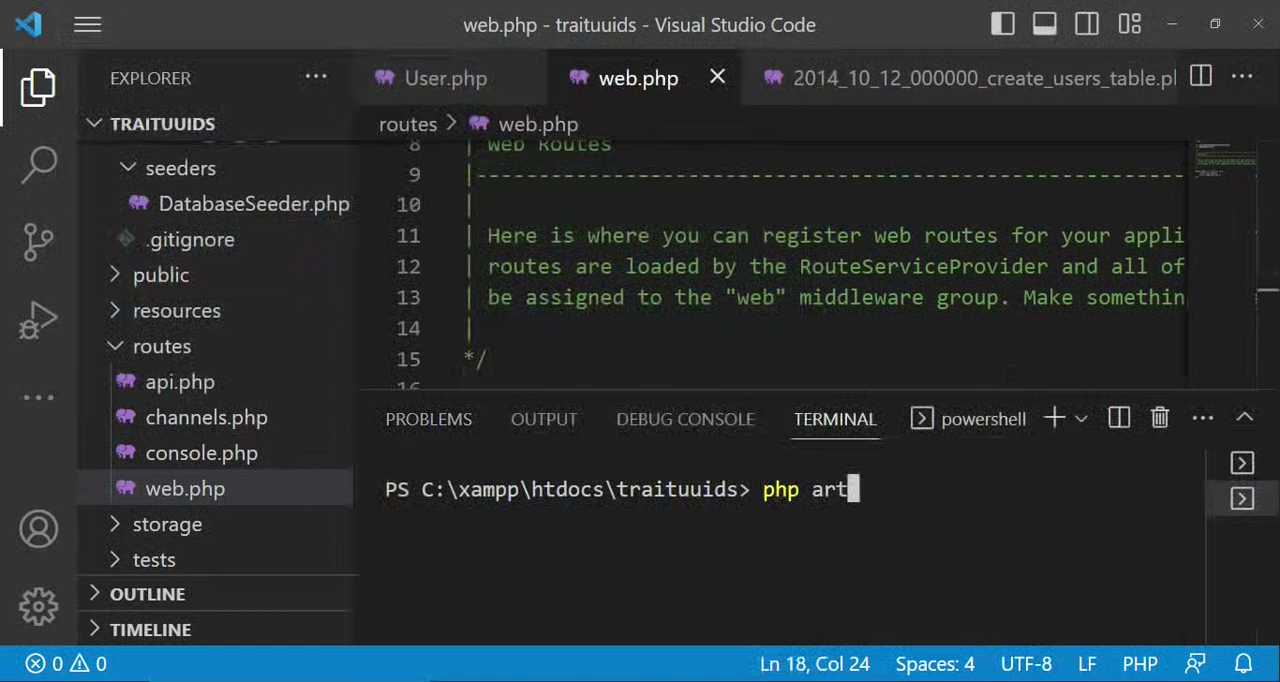 web.php - traituuids - Visual Studio Code
EXPLORER
TRAITUUIDS
seeders
DatabaseSeeder.php
.gitignore
public
resources
routes
api.php
channels.php
console.php
web.php
storage
tests
OUTLINE
TIMELINE
User.php
web.php
2014_10_12_000000_create_users_table.pl
routes > web.php
8 | Web Routes
9 |--------------------------------------------------------
10 |
11 | Here is where you can register web routes for your appli
12 | routes are loaded by the RouteServiceProvider and all of
13 | be assigned to the "web" middleware group. Make somethin
14 |
15 */
16
PROBLEMS OUTPUT DEBUG CONSOLE TERMINAL powershell
PS C:\xampp\htdocs\traituuids> php art
0 0 Ln 18, Col 24 Spaces: 4 UTF-8 LF PHP